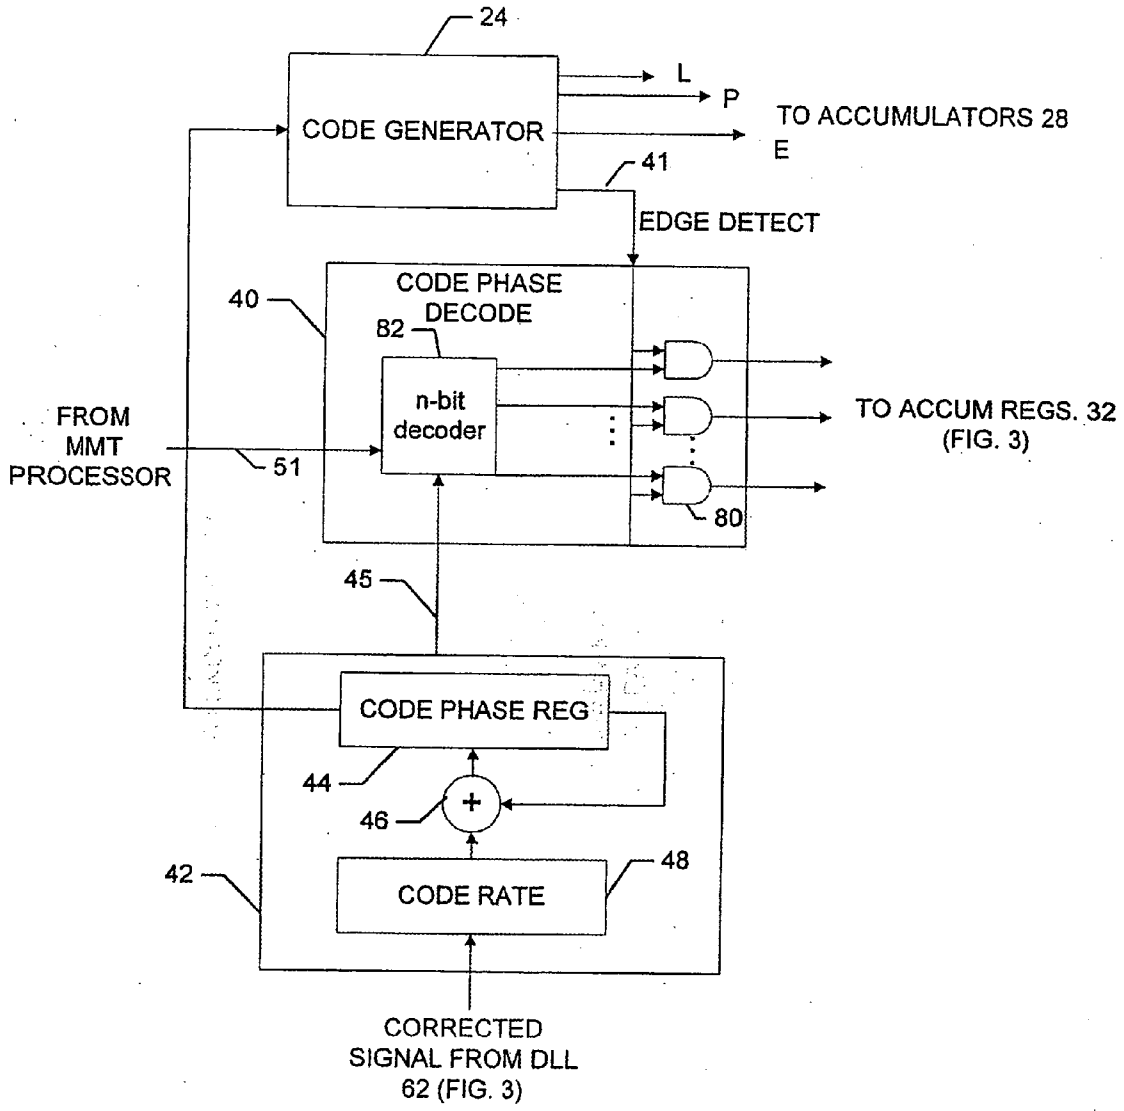 24
L
CODE GENERATOR
P
TO ACCUMULATORS 28
E
41
EDGE DETECT
CODE PHASE
DECODE
40
82
n-bit
decoder
FROM
MMT
PROCESSOR
51
TO ACCUM REGS. 32
(FIG. 3)
80
45
CODE PHASE REG
44
+
46
42
48
CODE RATE
CORRECTED
SIGNAL FROM DLL
62 (FIG. 3)